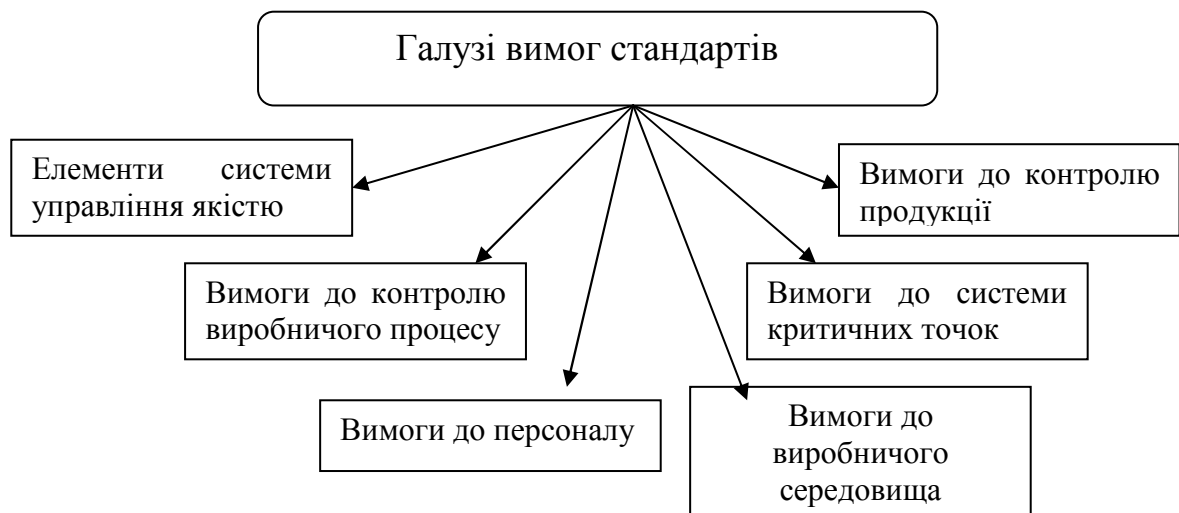 Галузі вимог стандартів
Елементи системи
управління якістю
Вимоги до контролю
продукції
Вимоги до контролю
виробничого процесу
Вимоги до системи
критичних точок
Вимоги до персоналу
Вимоги до
виробничого
середовища